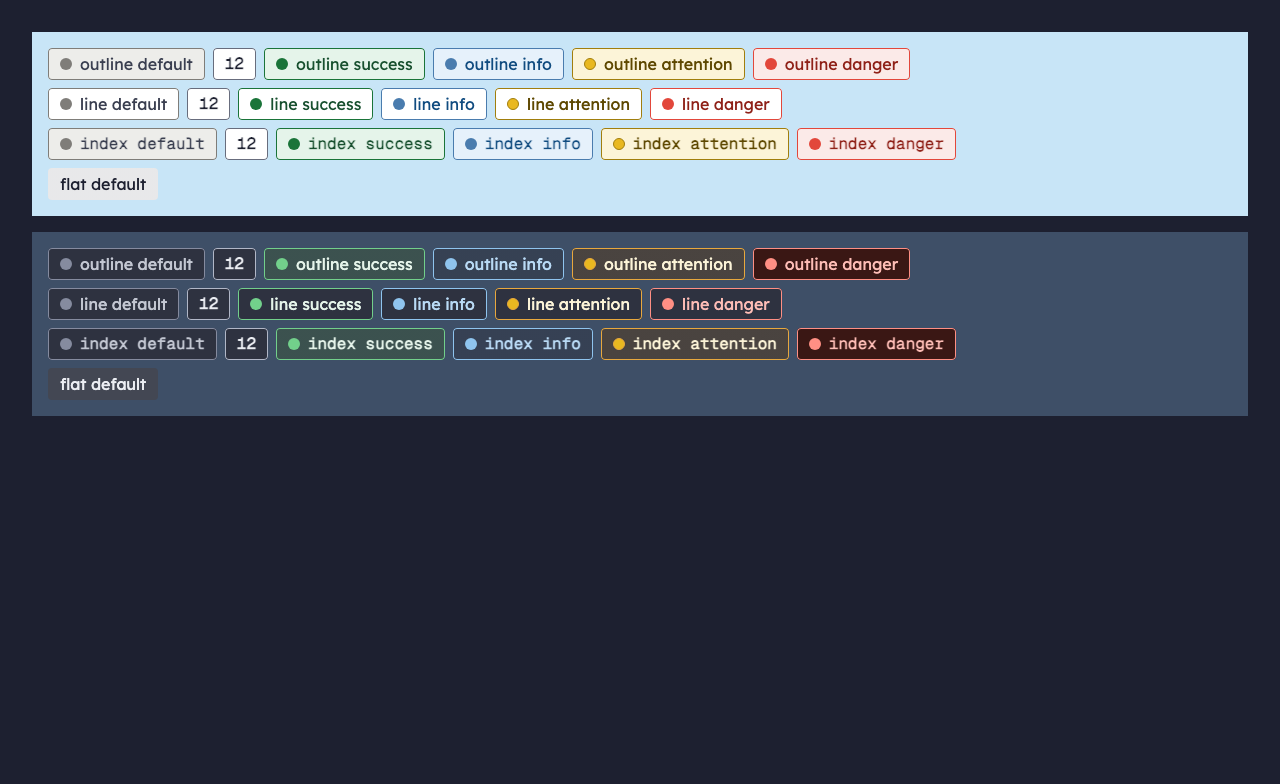 outline default 12 outline success outline info outline attention outline danger
line default 12 line success line info line attention line danger
index default 12 index success index info index attention index danger
flat default
outline default 12 outline success outline info outline attention outline danger
line default 12 line success line info line attention line danger
index default 12 index success index info index attention index danger
flat default